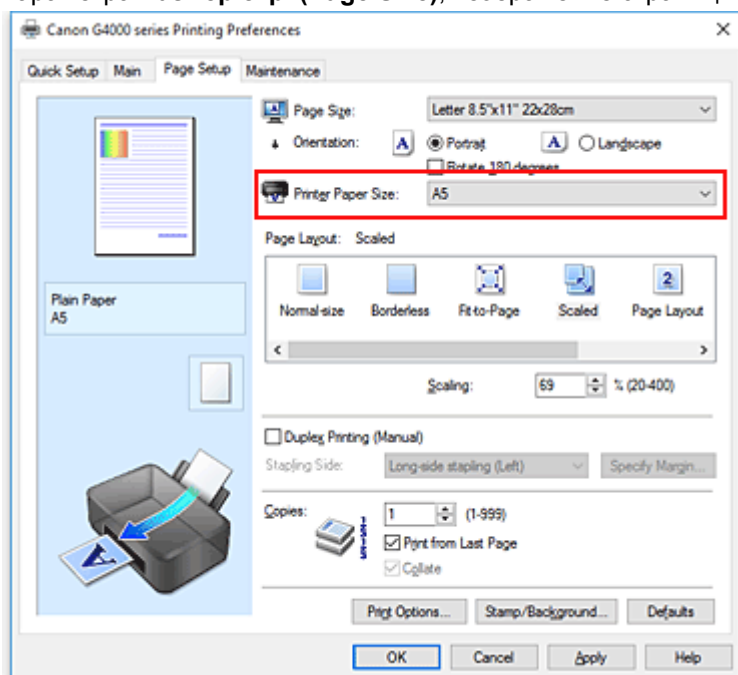 (Page Size),
Canon G4000 series Printing Preferences
Quick Setup Main Page Setup Maintenance
Page Size: Letter 8.5"x11" 22x28cm
Orientation: A Portrait A Landscape
Rotate 180 degrees
Printer Paper Size: A5
Page Layout: Scaled
Normal-size Borderless Fit-to-Page Scaled 2 Page Layout
Plain Paper
A5
Scaling: 69 % (20-400)
Duplex Printing (Manual)
Stapling Side: Long-side stapling (Left) Specify Margin...
Copies: 1 (1-999)
Print from Last Page
Collate
A
Print Options... Stamp/Background... Defaults
OK Cancel Apply Help